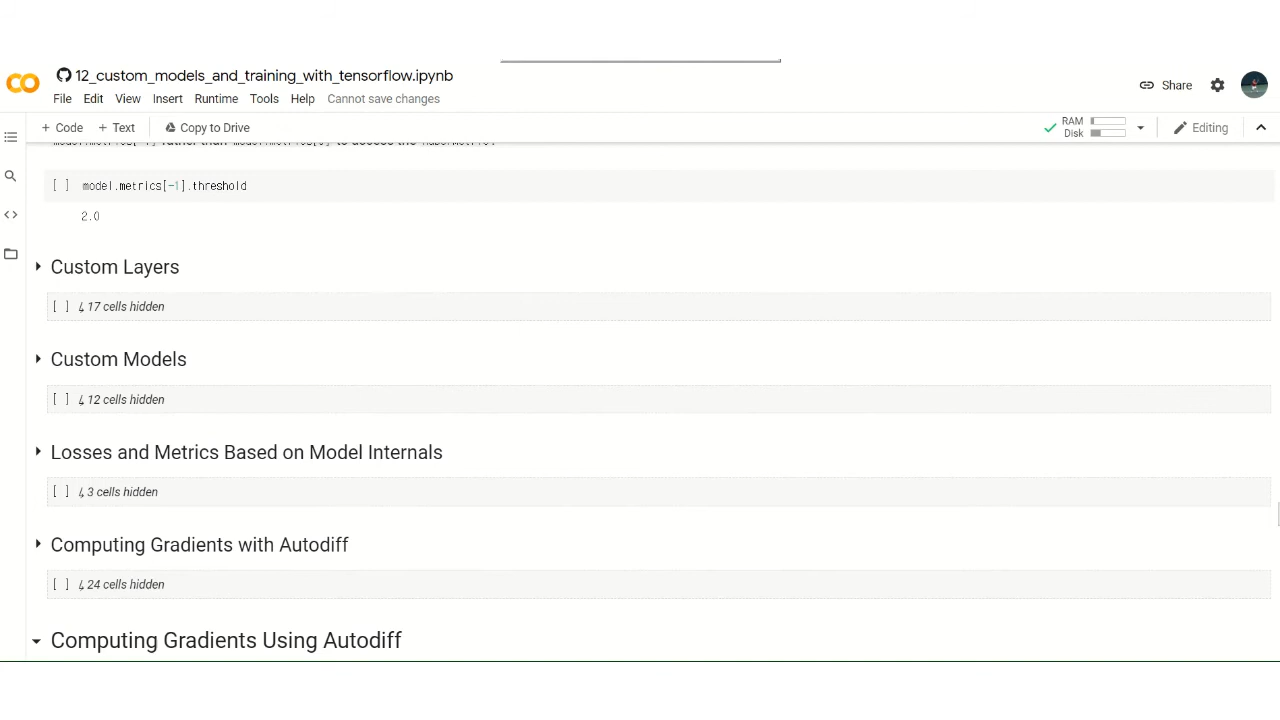 12_custom_models_and_training_with_tensorflow.ipynb
File Edit View Insert Runtime Tools Help Cannot save changes
Share
+ Code + Text Copy to Drive
RAM
Disk
Editing
[ ] model.metrics[-1].threshold
2.0
Custom Layers
[ ] ↳ 17 cells hidden
Custom Models
[ ] ↳ 12 cells hidden
Losses and Metrics Based on Model Internals
[ ] ↳ 3 cells hidden
Computing Gradients with Autodiff
[ ] ↳ 24 cells hidden
Computing Gradients Using Autodiff